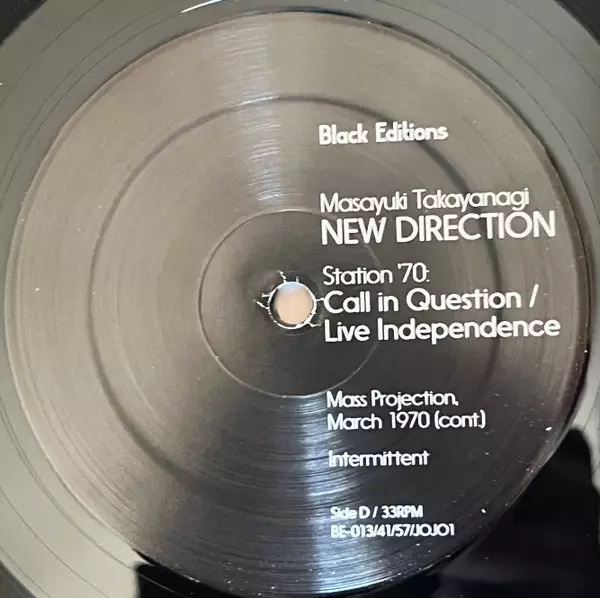 Black Editions
Masayuki Takayanagi
NEW DIRECTION
Station '70:
Call in Question /
Live Independence
Mass Projection,
March 1970 (cont.)
Intermittent
Side D / 33RPM
BE-013/41/57/JOJO1